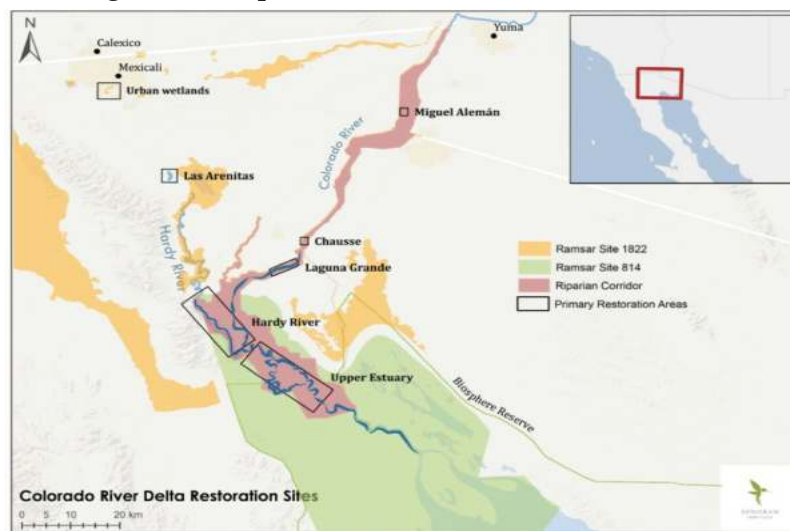 N
Calexico
Mexicali
Urban wetlands
Yuma
Miguel Alemán
Colorado River
Las Arenitas
Hardy River
Chausse
Laguna Grande
Ramsar Site 1822
Ramsar Site 814
Riparian Corridor
Primary Restoration Areas
Hardy River
Upper Estuary
Biosphere Reserve
Colorado River Delta Restoration Sites
0 5 10 20 km